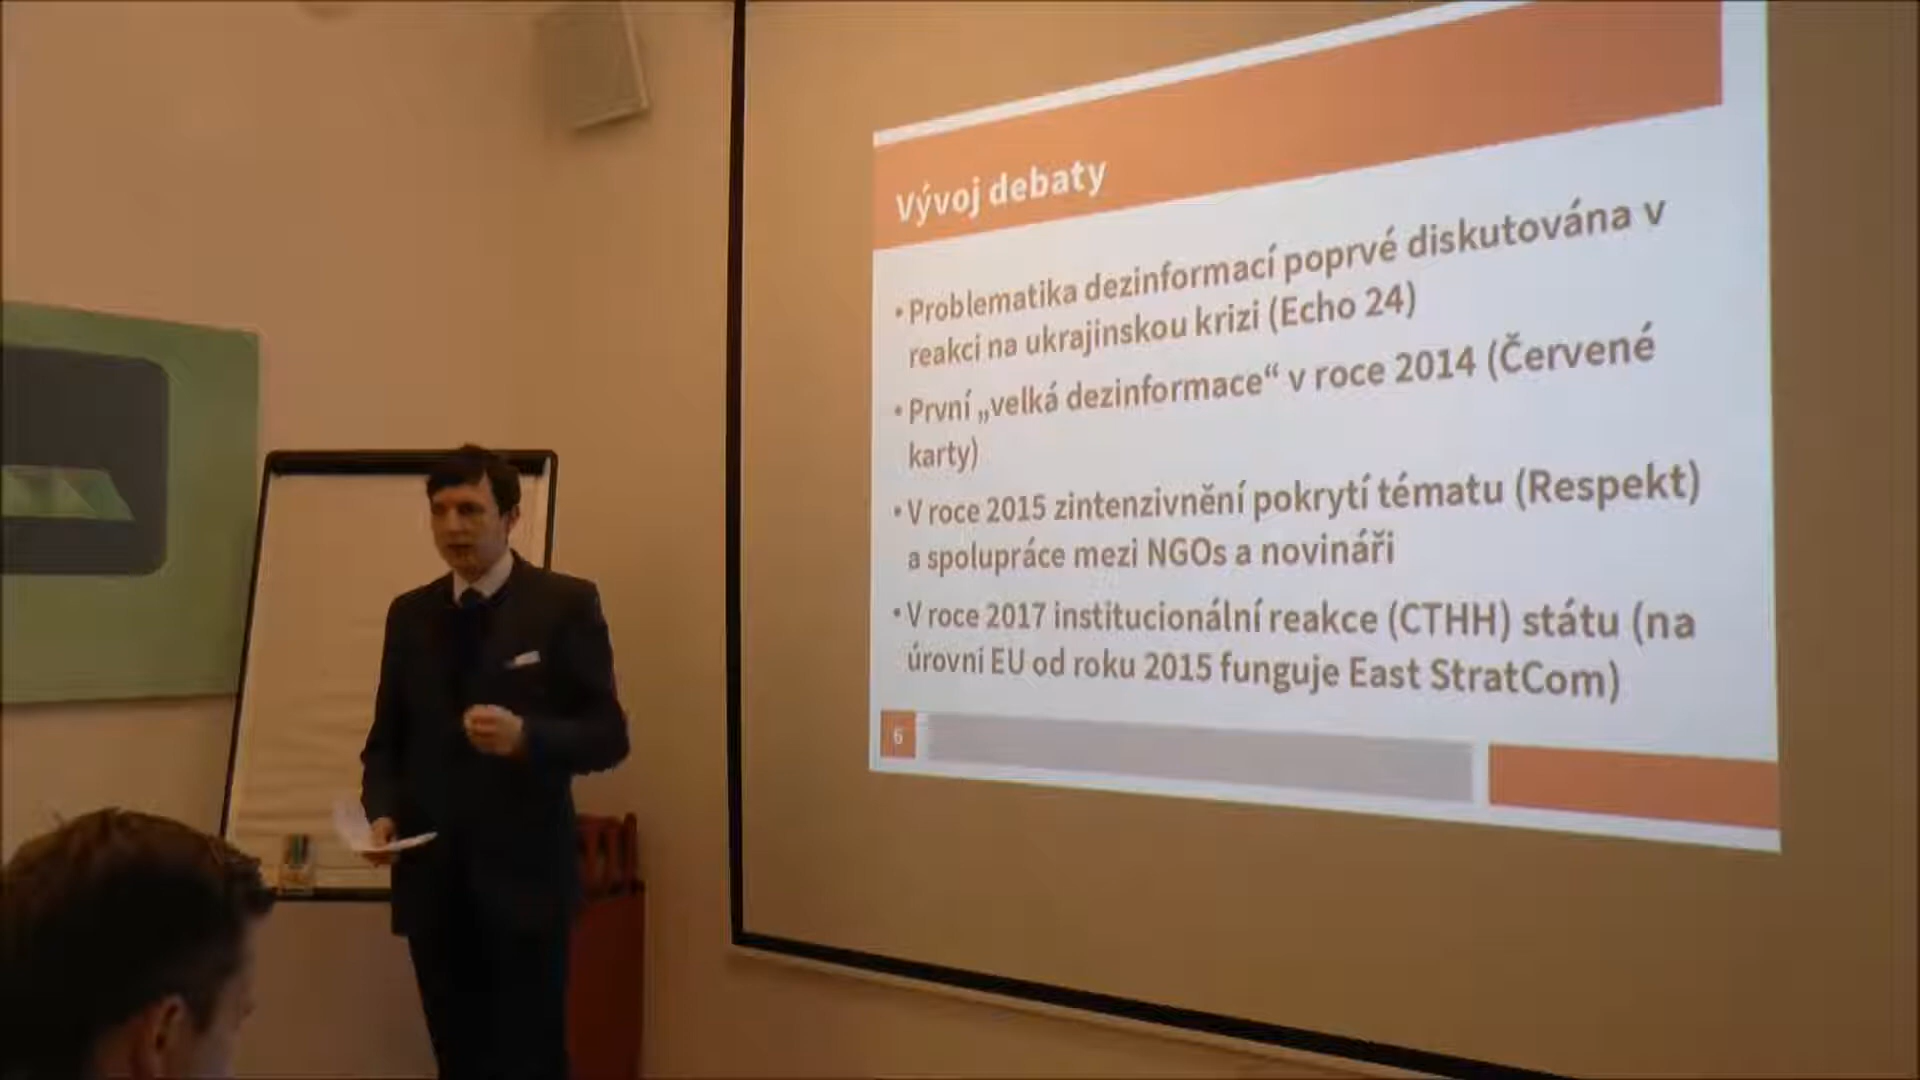 Vývoj debaty
• Problematika dezinformací poprvé diskutována v
reakci na ukrajinskou krizi (Echo 24)
• První „velká dezinformace“ v roce 2014 (Červené
karty)
• V roce 2015 zintenzivnění pokrytí tématu (Respekt)
a spolupráce mezi NGOs a novináři
• V roce 2017 institucionální reakce (CTHH) státu (na
úrovni EU od roku 2015 funguje East StratCom)
6